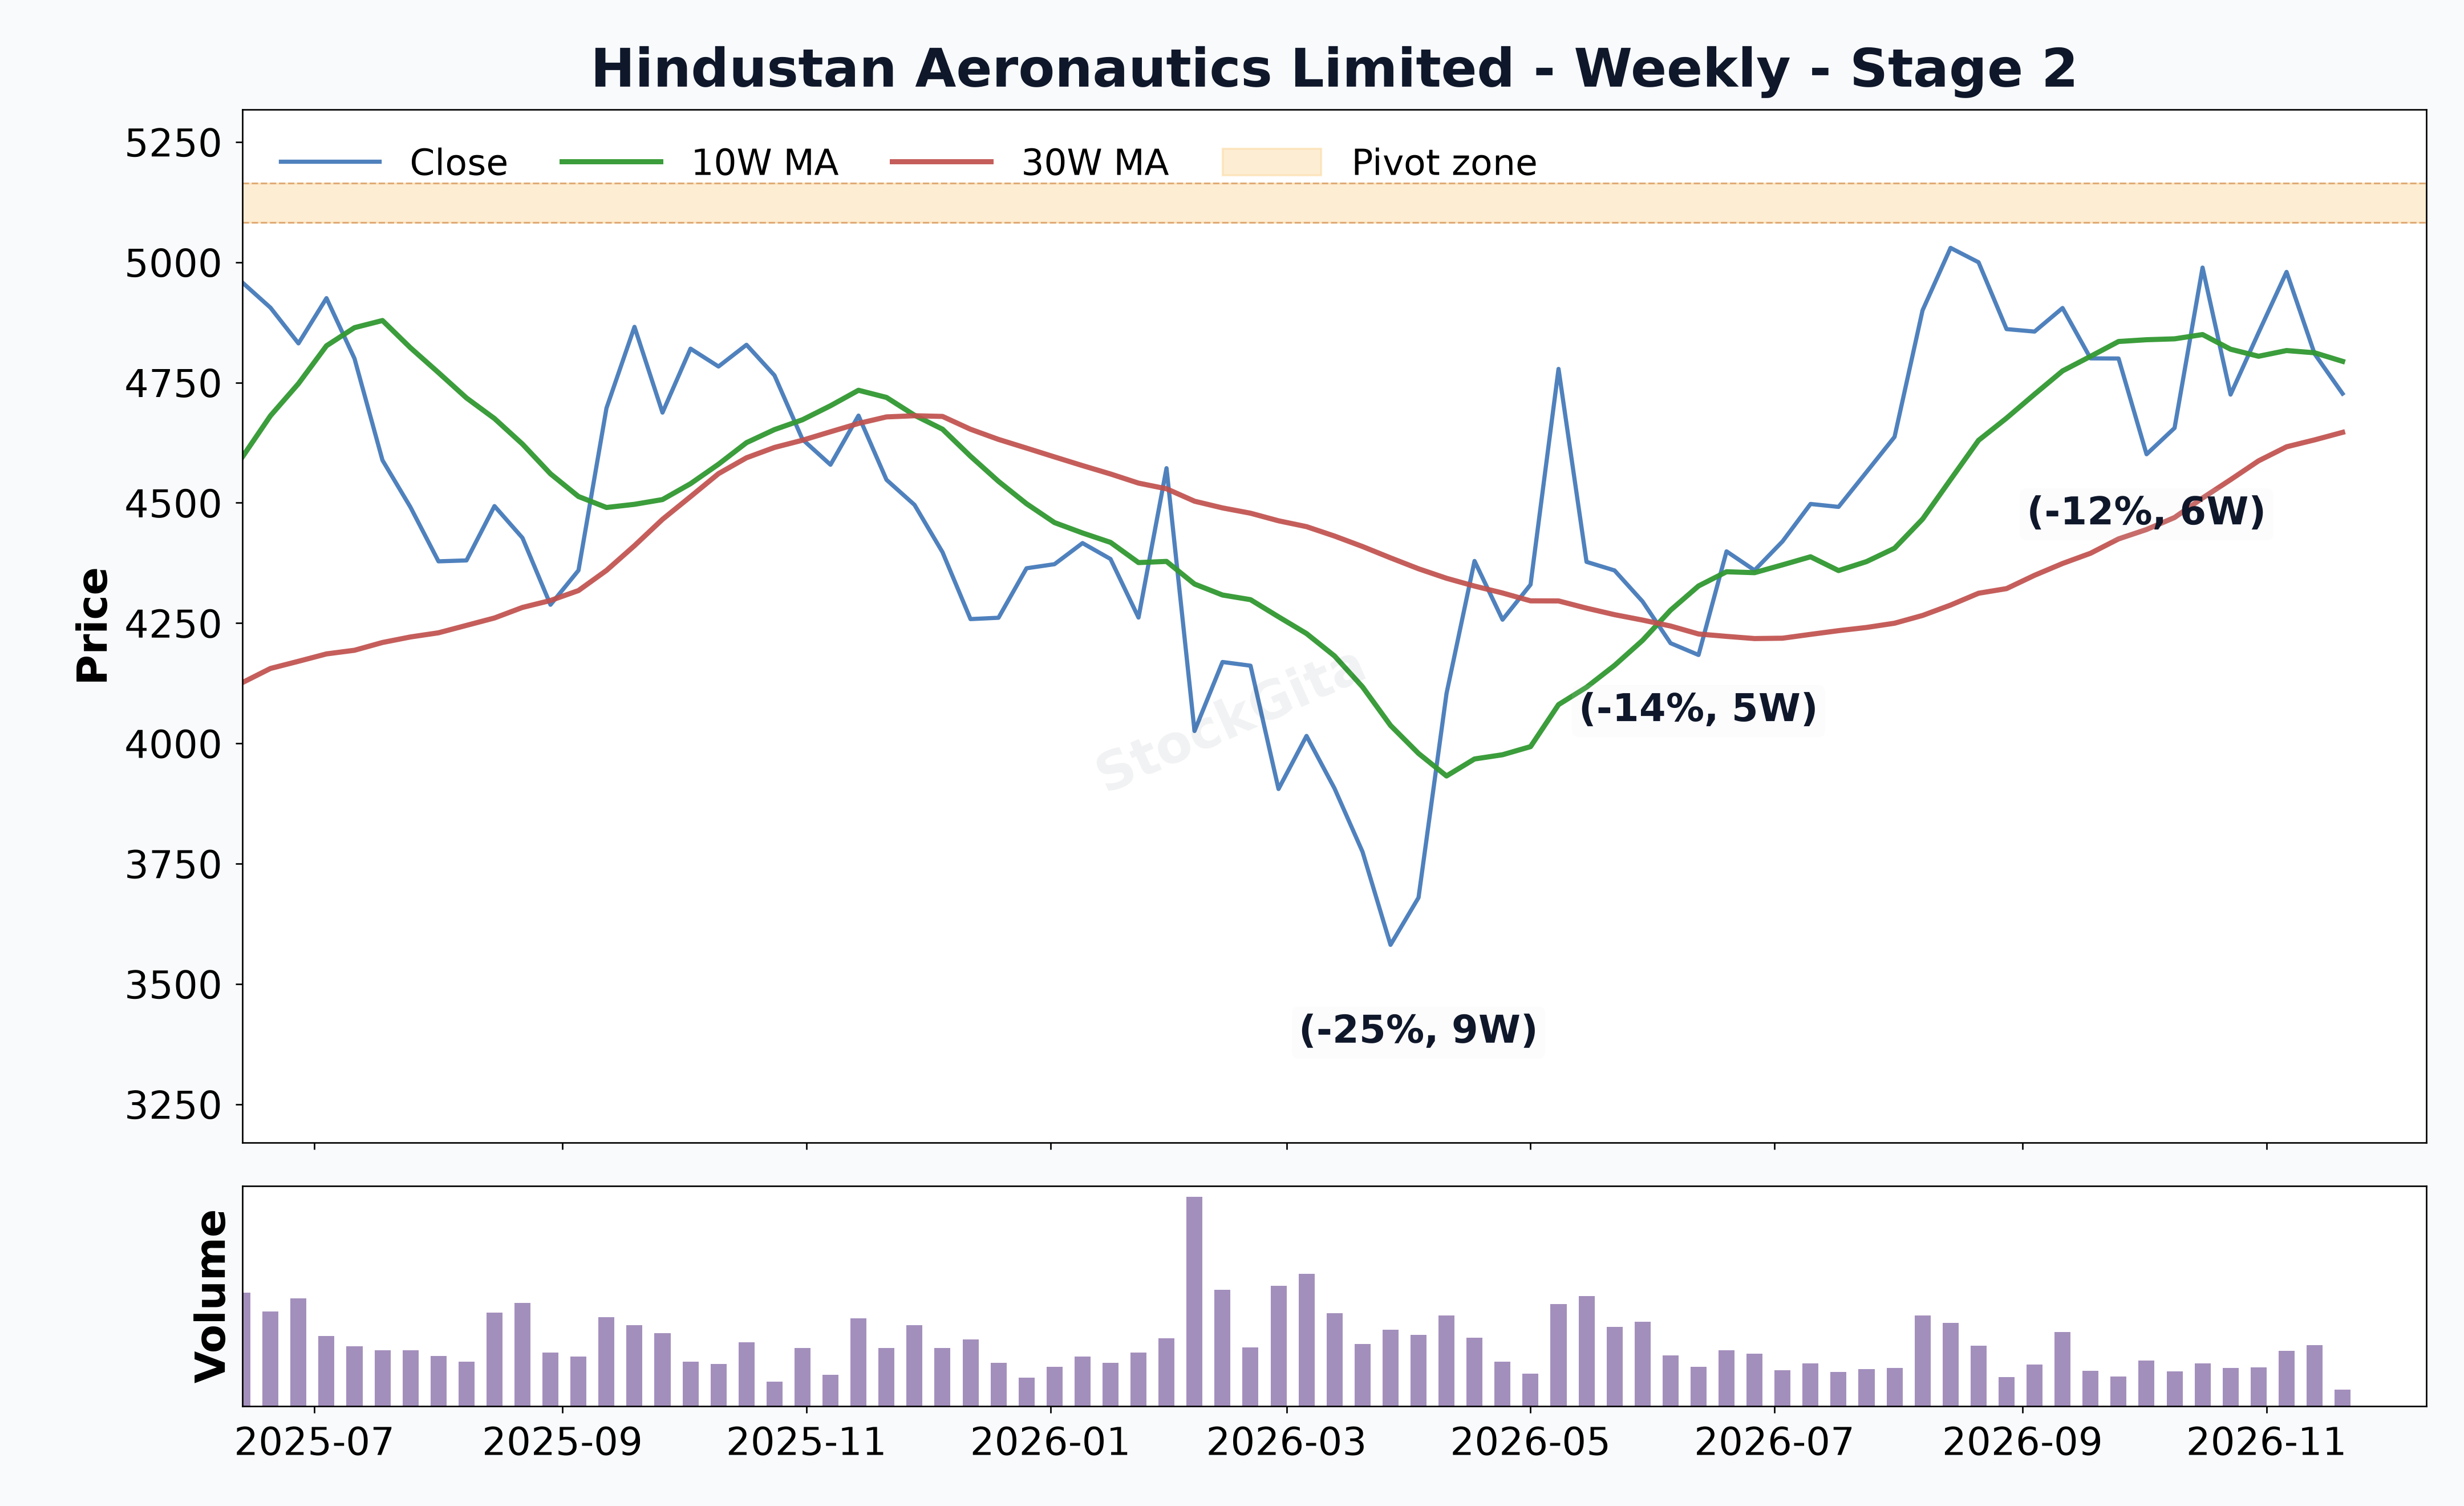 Hindustan Aeronautics Limited - Weekly - Stage 2
Close 10W MA 30W MA Pivot zone
Price
5250
5000
4750
4500
4250
4000
3750
3500
3250
(-12%, 6W)
(-14%, 5W)
(-25%, 9W)
StockGita
Volume
2025-07 2025-09 2025-11 2026-01 2026-03 2026-05 2026-07 2026-09 2026-11